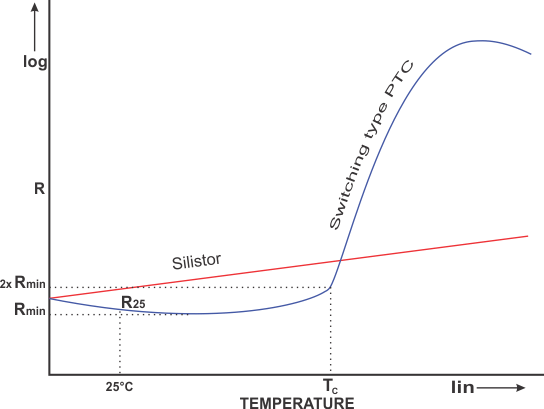 log
R
Switching type PTC
Silistor
2x Rmin
R25
Rmin
25°C
TC
lin
TEMPERATURE